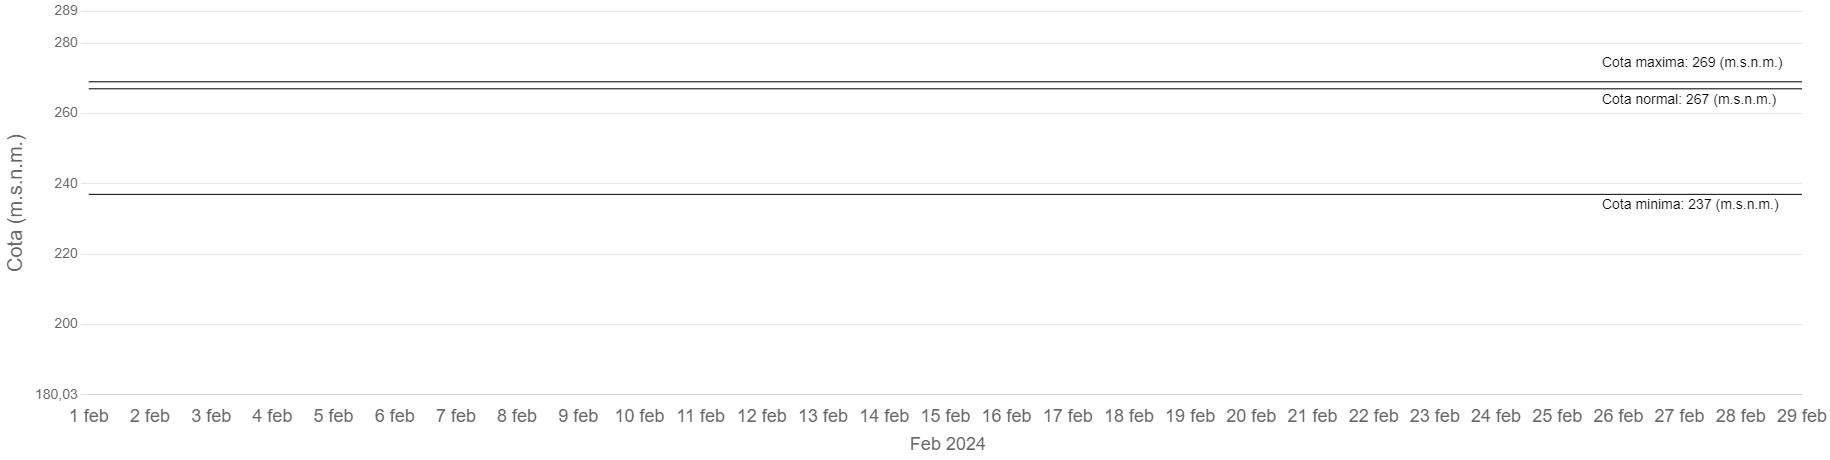 289
280
260
240
220
200
180,03
Cota (m.s.n.m.)
Cota maxima: 269 (m.s.n.m.)
Cota normal: 267 (m.s.n.m.)
Cota minima: 237 (m.s.n.m.)
1 feb 2 feb 3 feb 4 feb 5 feb 6 feb 7 feb 8 feb 9 feb 10 feb 11 feb 12 feb 13 feb 14 feb 15 feb 16 feb 17 feb 18 feb 19 feb 20 feb 21 feb 22 feb 23 feb 24 feb 25 feb 26 feb 27 feb 28 feb 29 feb
Feb 2024